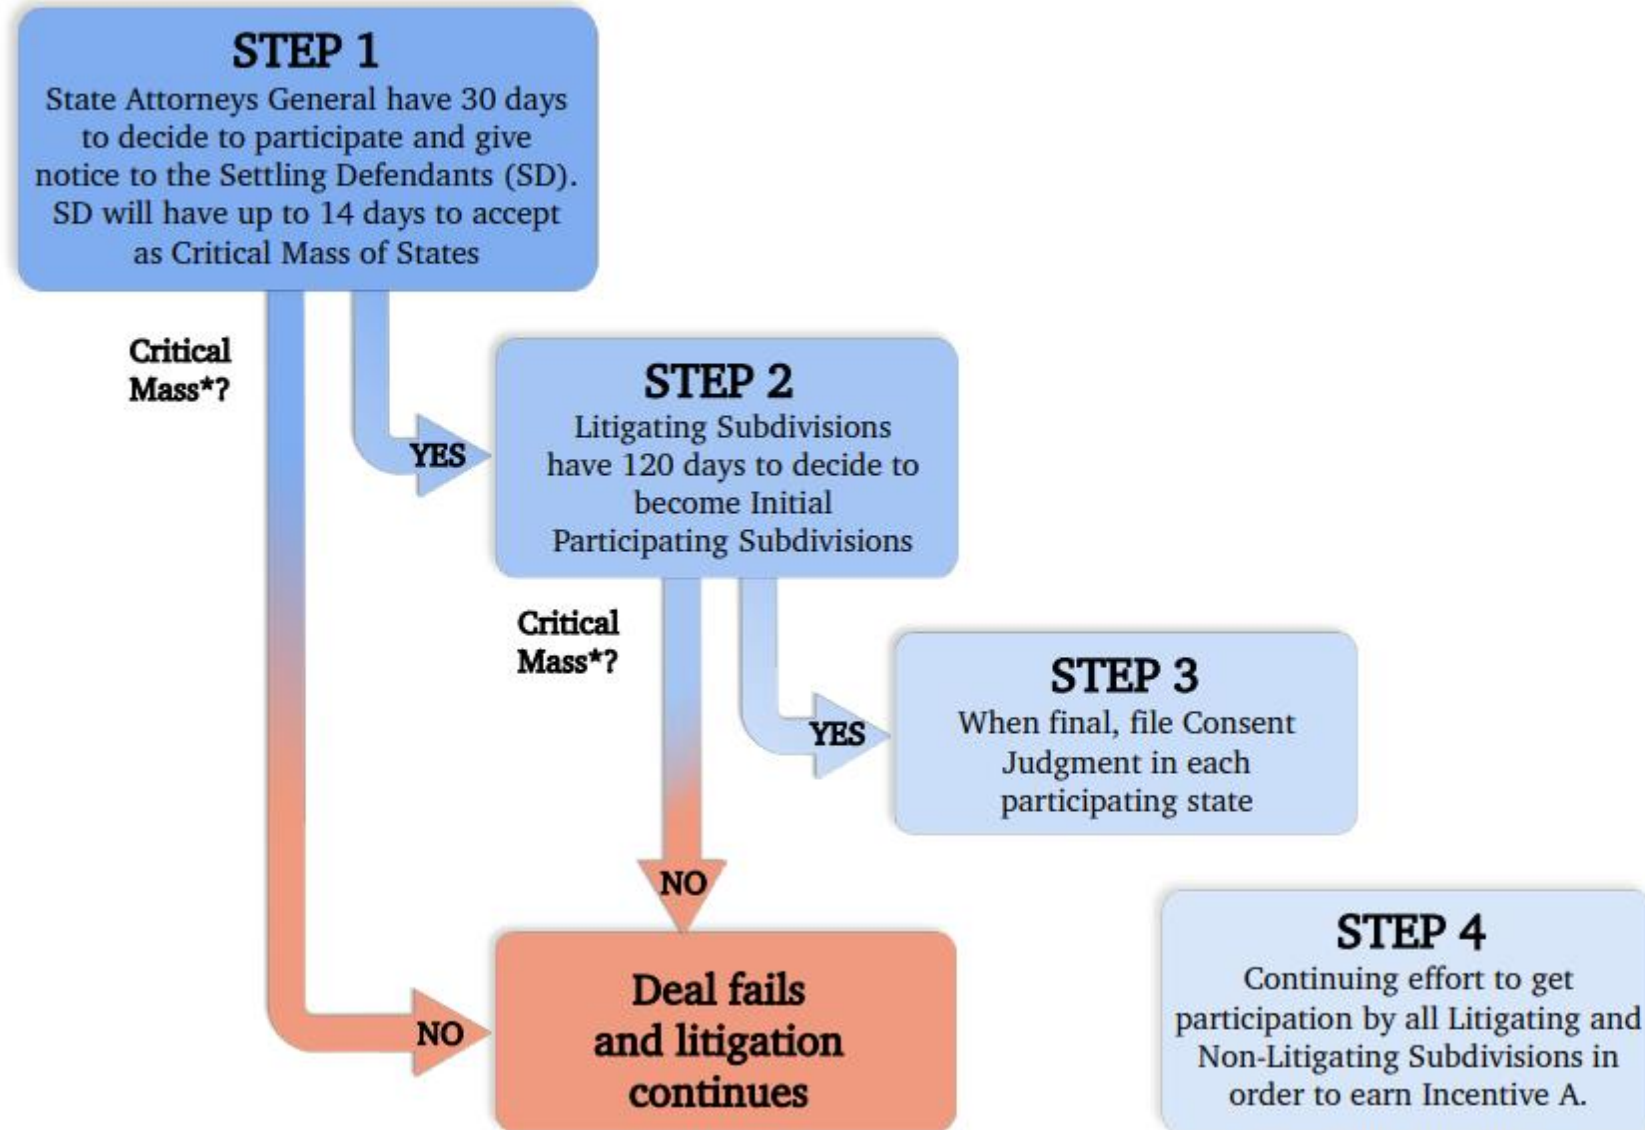 STEP 1
State Attorneys General have 30 days
to decide to participate and give
notice to the Settling Defendants (SD).
SD will have up to 14 days to accept
as Critical Mass of States
Critical
Mass*?
YES
STEP 2
Litigating Subdivisions
have 120 days to decide to
become Initial
Participating Subdivisions
Critical
Mass*?
YES
STEP 3
When final, file Consent
Judgment in each
participating state
NO
NO
Deal fails
and litigation
continues
STEP 4
Continuing effort to get
participation by all Litigating and
Non-Litigating Subdivisions in
order to earn Incentive A.